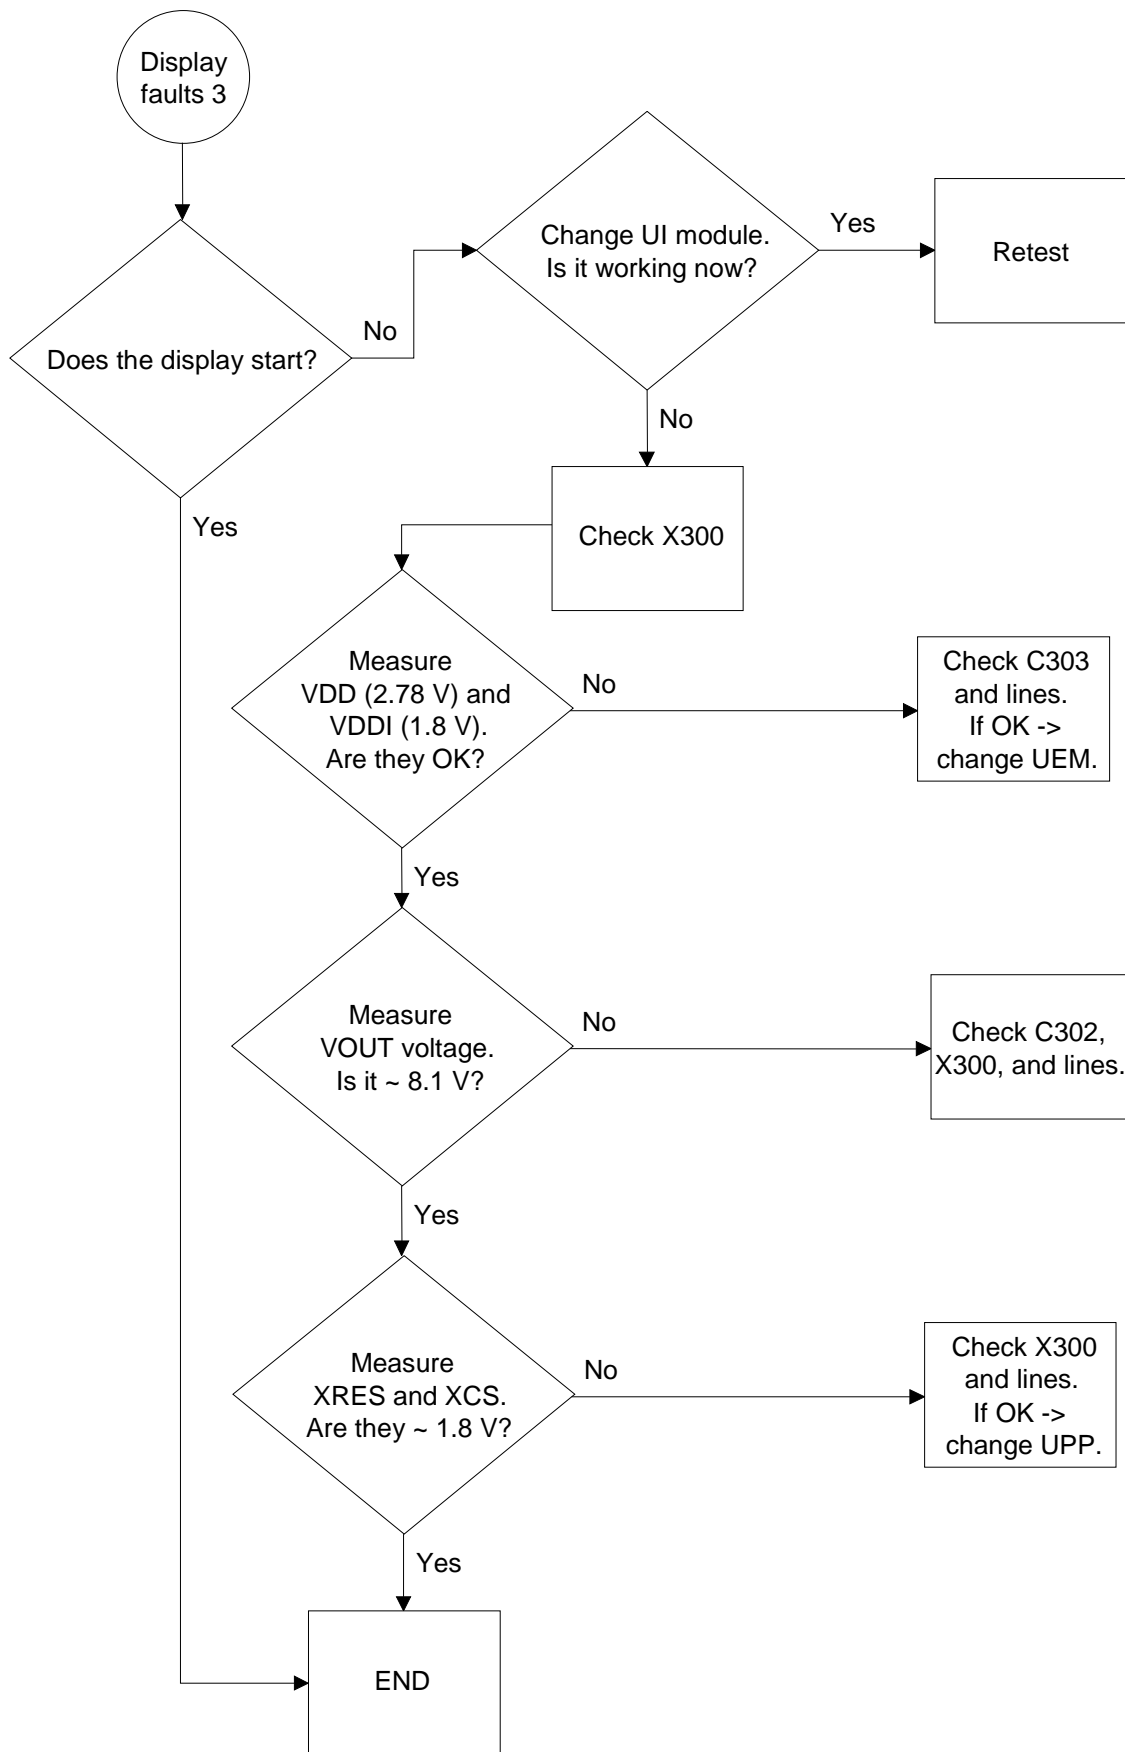 Display
faults 3
Change UI module.
Is it working now?
Yes
Retest
No
Does the display start?
No
Yes
Check X300
Measure
VDD (2.78 V) and
VDDI (1.8 V).
Are they OK?
No
Check C303
and lines.
If OK ->
change UEM.
Yes
Measure
VOUT voltage.
Is it ~ 8.1 V?
No
Check C302,
X300, and lines.
Yes
Measure
XRES and XCS.
Are they ~ 1.8 V?
No
Check X300
and lines.
If OK ->
change UPP.
Yes
END